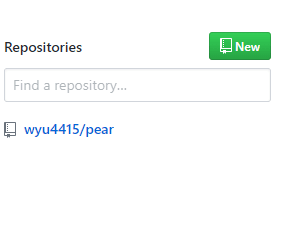 Repositories
New
Find a repository...
wyu4415/pear